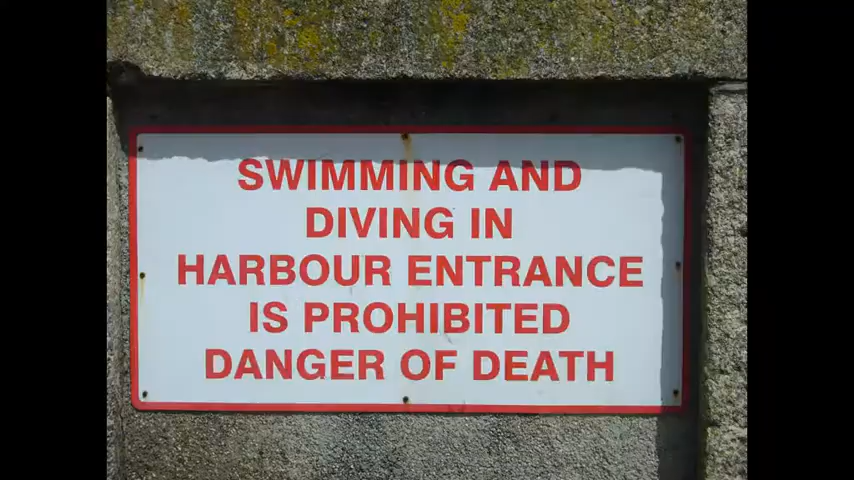 SWIMMING AND
DIVING IN
HARBOUR ENTRANCE
IS PROHIBITED
DANGER OF DEATH